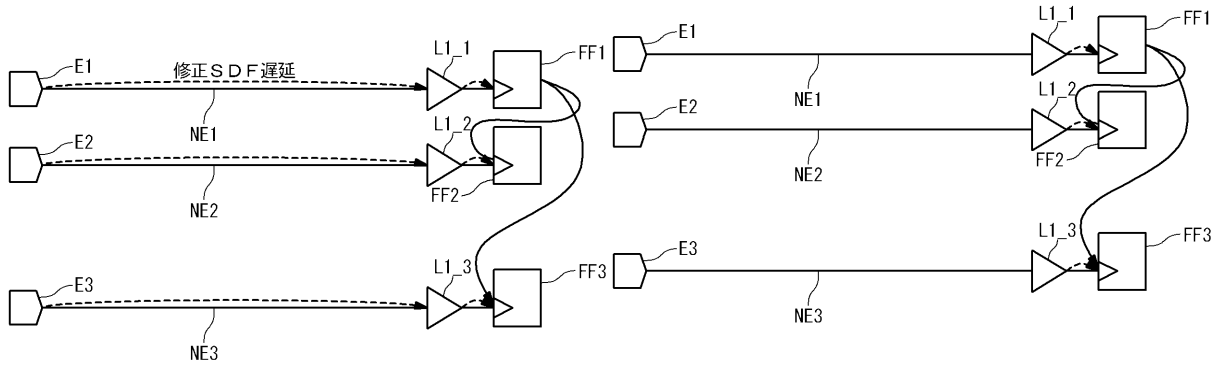 E1
修正SDF遅延
L1_1
FF1
NE1
E2
L1_2
NE2
FF2
E3
L1_3
FF3
NE3
E1
L1_1
FF1
NE1
E2
L1_2
NE2
FF2
E3
L1_3
FF3
NE3